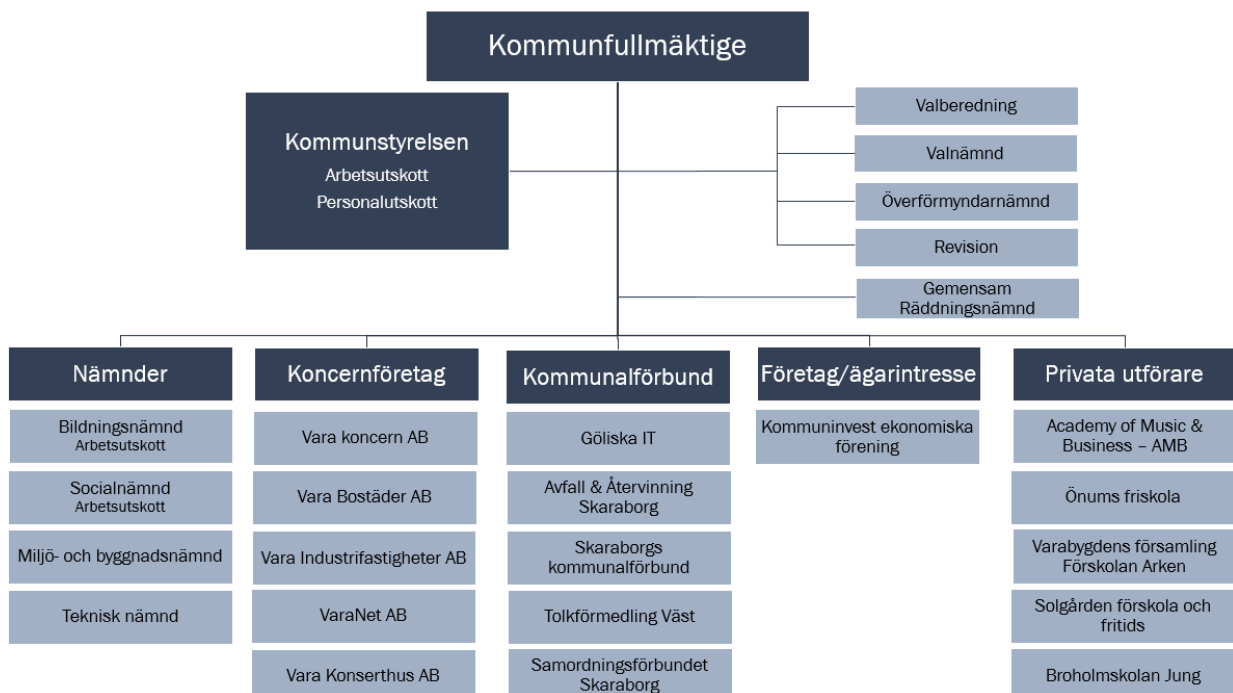 Kommunfullmäktige
Kommunstyrelsen
Arbetsutskott
Personalutskott
Valberedning
Valnämnd
Överförmyndarnämnd
Revision
Gemensam
Räddningsnämnd
Nämnder
Bildningsnämnd
Arbetsutskott
Socialnämnd
Arbetsutskott
Miljö- och byggnadsnämnd
Teknisk nämnd
Koncernföretag
Vara koncern AB
Vara Bostäder AB
Vara Industrifastigheter AB
VaraNet AB
Vara Konserthus AB
Kommunalförbund
Göliska IT
Avfall & Återvinning
Skaraborg
Skaraborgs
kommunalförbund
Tolkförmedling Väst
Samordningsförbundet
Skaraborg
Företag/ägarintresse
Kommuninvest ekonomiska
förening
Privata utförare
Academy of Music &
Business – AMB
Önums friskola
Varabygdens församling
Förskolan Arken
Solgården förskola och
fritids
Broholmskolan Jung